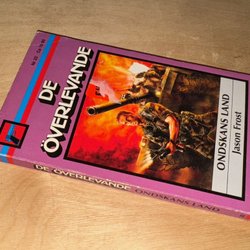 DE
ÖVERLEVANDE
ONDSKANS LAND
Jason Frost
DE ÖVERLEVANDE ONDSKANS LAND